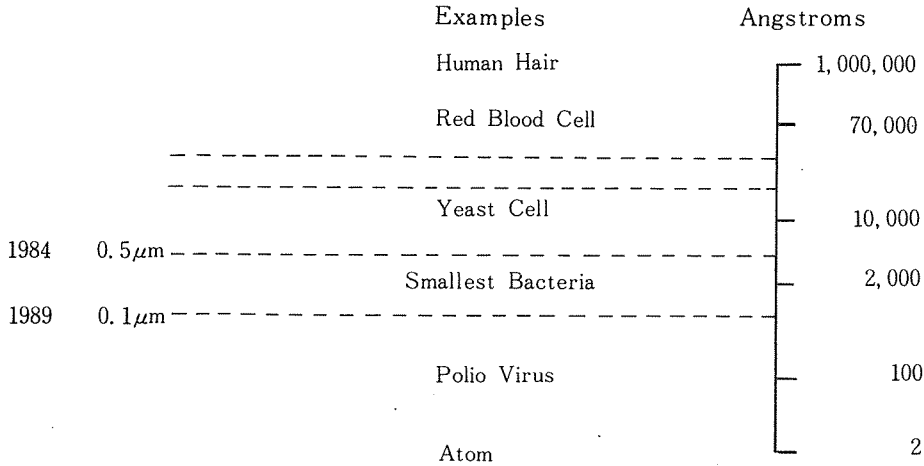 Examples Angstroms
Human Hair 1,000,000
Red Blood Cell 70,000
Yeast Cell 10,000
1984 0.5μm
Smallest Bacteria 2,000
1989 0.1μm
Polio Virus 100
Atom 2